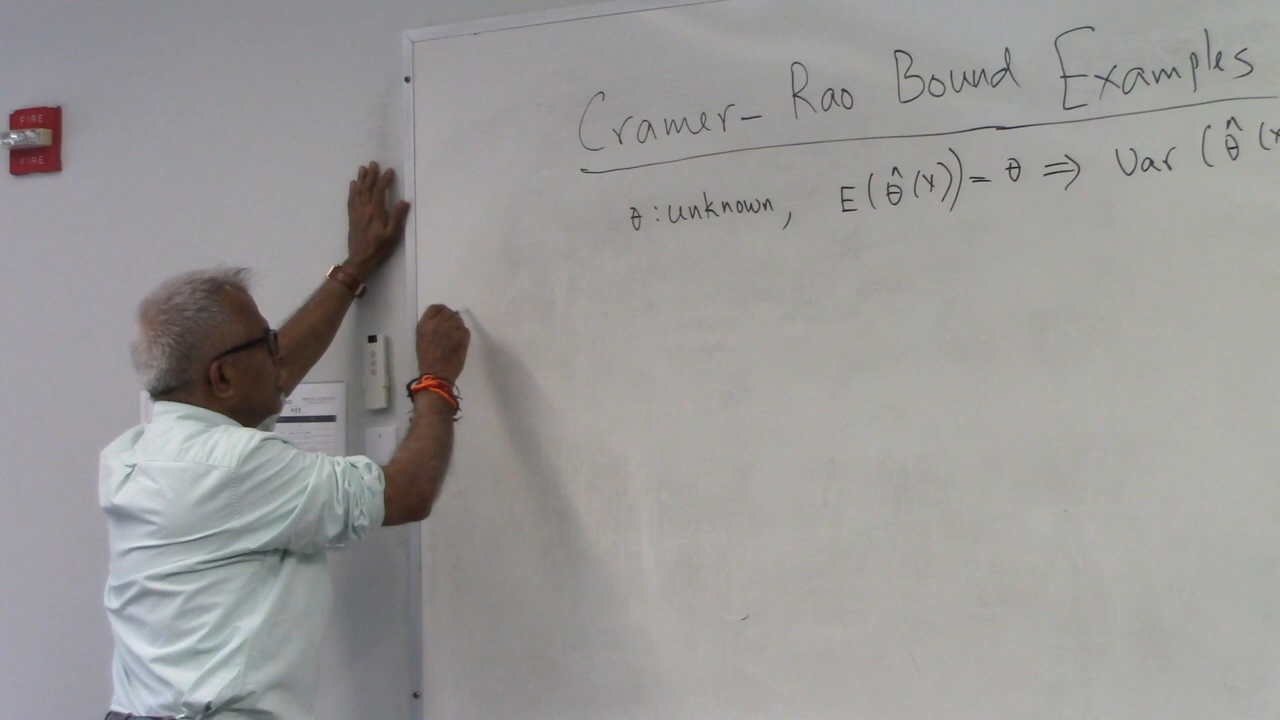 Cramer-Rao Bound Examples
θ : unknown, E(θ̂(x)) = θ ⇒ Var (θ̂(x
FIRE
FIRE